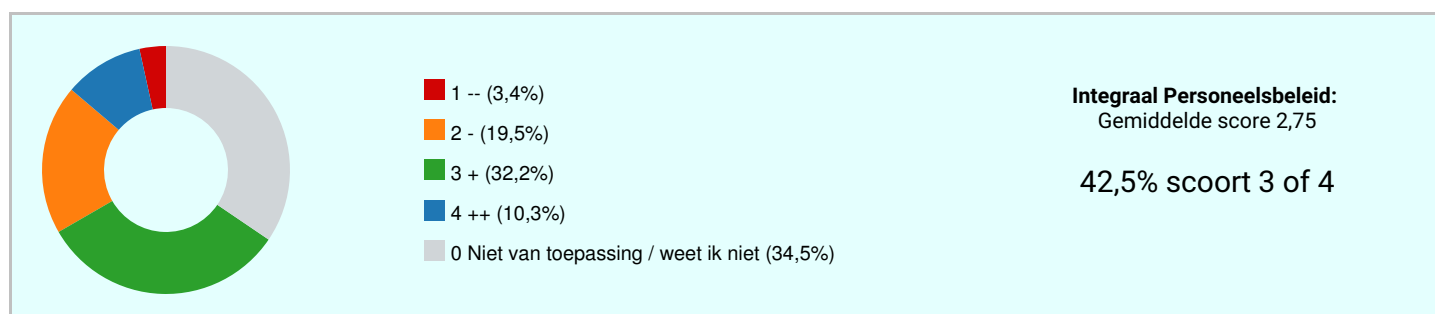 1 -- (3,4%)
2 - (19,5%)
3 + (32,2%)
4 ++ (10,3%)
0 Niet van toepassing / weet ik niet (34,5%)
Integraal Personeelsbeleid:
Gemiddelde score 2,75
42,5% scoort 3 of 4